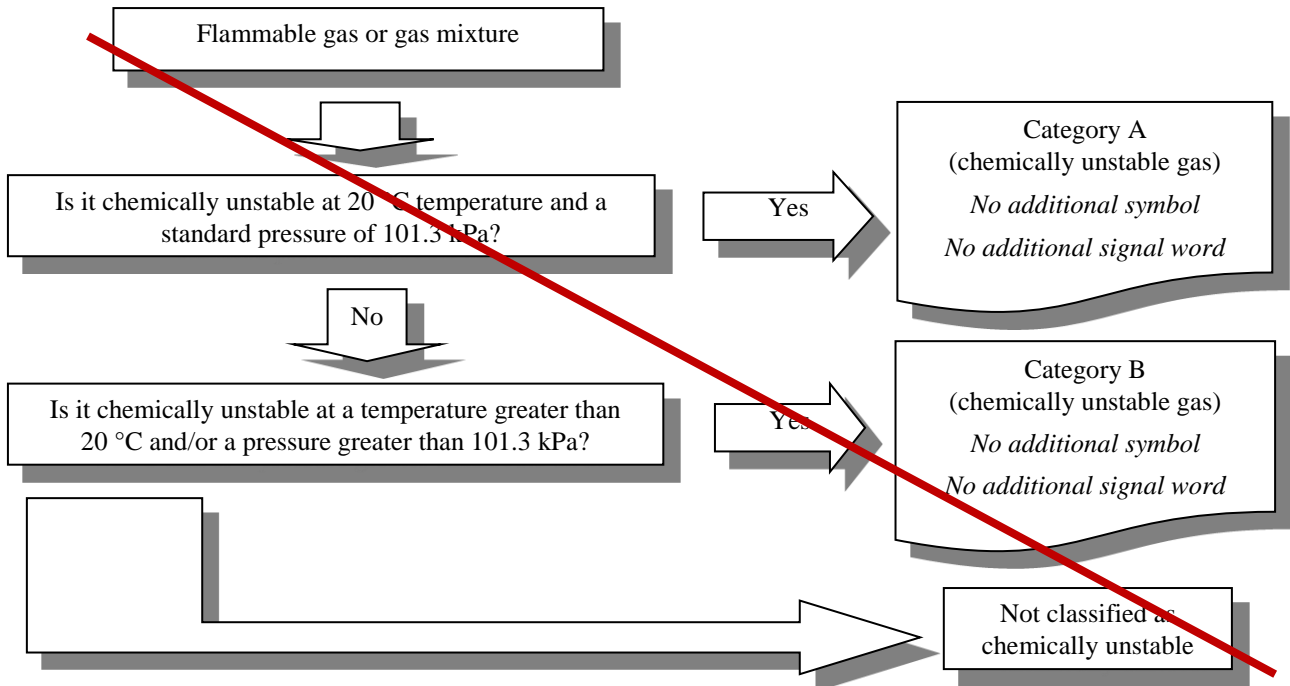 Flammable gas or gas mixture
Is it chemically unstable at 20 °C temperature and a
standard pressure of 101.3 kPa?
Yes
Category A
(chemically unstable gas)
No additional symbol
No additional signal word
No
Is it chemically unstable at a temperature greater than
20 °C and/or a pressure greater than 101.3 kPa?
Yes
Category B
(chemically unstable gas)
No additional symbol
No additional signal word
Not classified as
chemically unstable